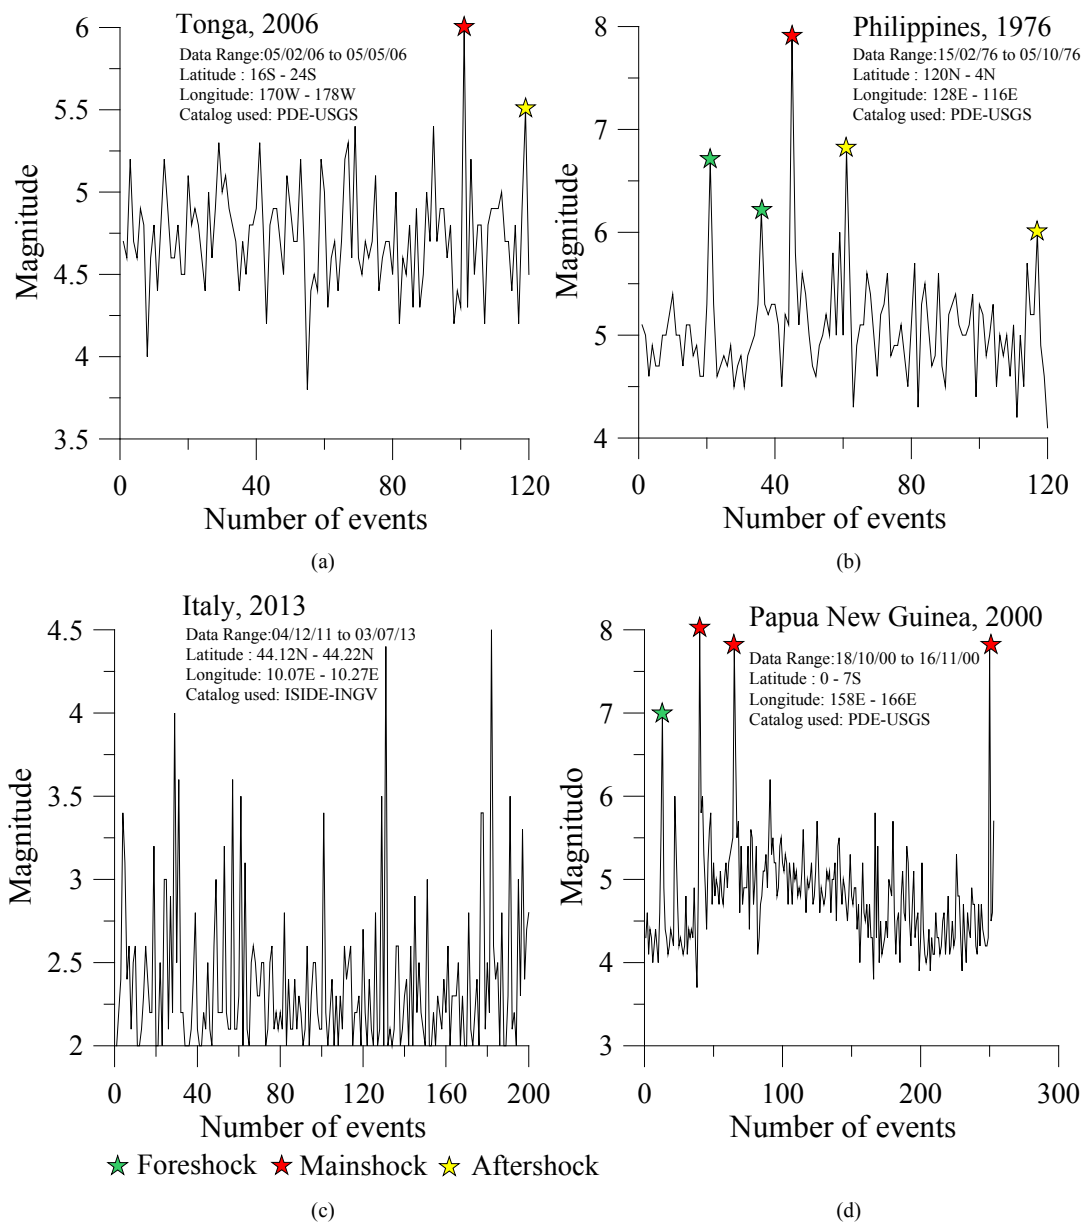 Tonga, 2006
Data Range:05/02/06 to 05/05/06
Latitude : 16S - 24S
Longitude: 170W - 178W
Catalog used: PDE-USGS
6
5.5
5
4.5
4
3.5
Magnitude
0 40 80 120
Number of events
(a)
Philippines, 1976
Data Range:15/02/76 to 05/10/76
Latitude : 120N - 4N
Longitude: 128E - 116E
Catalog used: PDE-USGS
8
7
6
5
4
Magnitude
0 40 80 120
Number of events
(b)
Italy, 2013
Data Range:04/12/11 to 03/07/13
Latitude : 44.12N - 44.22N
Longitude: 10.07E - 10.27E
Catalog used: ISIDE-INGV
4.5
4
3.5
3
2.5
2
Magnitude
0 40 80 120 160 200
Number of events
Papua New Guinea, 2000
Data Range:18/10/00 to 16/11/00
Latitude : 0 - 7S
Longitude: 158E - 166E
Catalog used: PDE-USGS
8
7
6
5
4
3
Magnitudo
0 100 200 300
Number of events
Foreshock Mainshock Aftershock
(c)
(d)